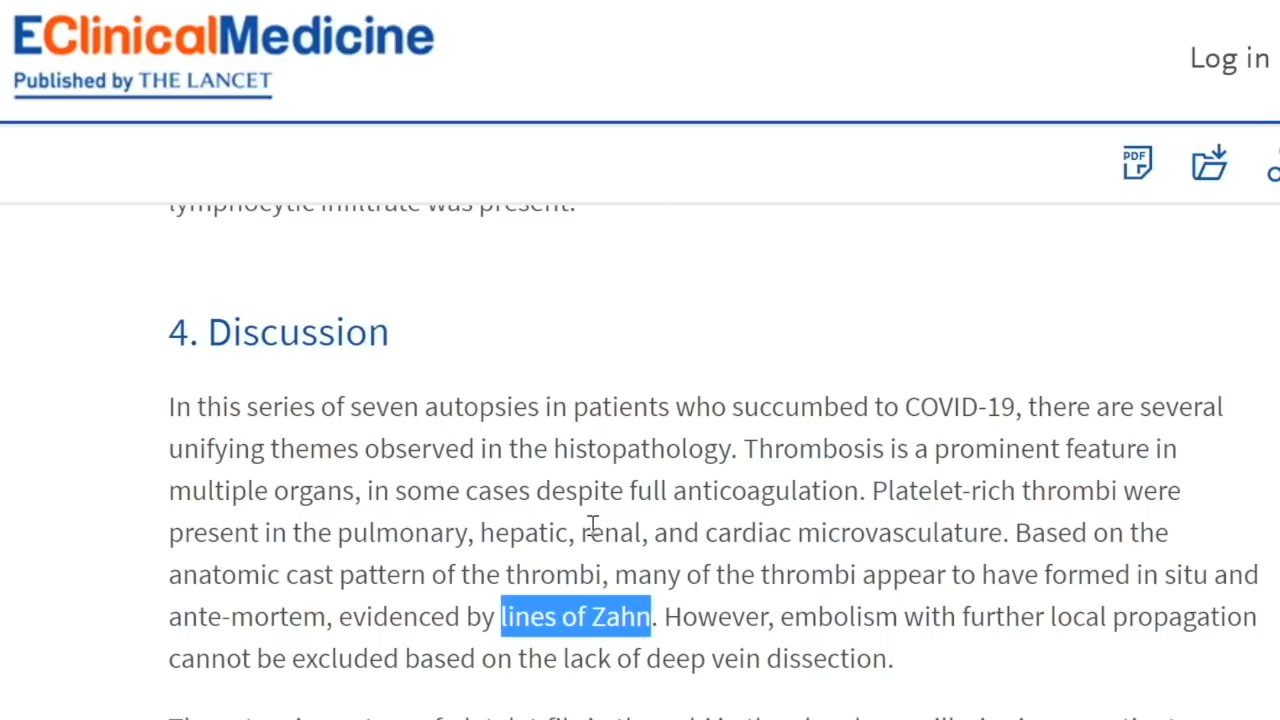 EClinicalMedicine
Published by THE LANCET
Log in
PDF
lymphocytic infiltrate was present.
4. Discussion
In this series of seven autopsies in patients who succumbed to COVID-19, there are several
unifying themes observed in the histopathology. Thrombosis is a prominent feature in
multiple organs, in some cases despite full anticoagulation. Platelet-rich thrombi were
present in the pulmonary, hepatic, renal, and cardiac microvasculature. Based on the
anatomic cast pattern of the thrombi, many of the thrombi appear to have formed in situ and
ante-mortem, evidenced by lines of Zahn. However, embolism with further local propagation
cannot be excluded based on the lack of deep vein dissection.